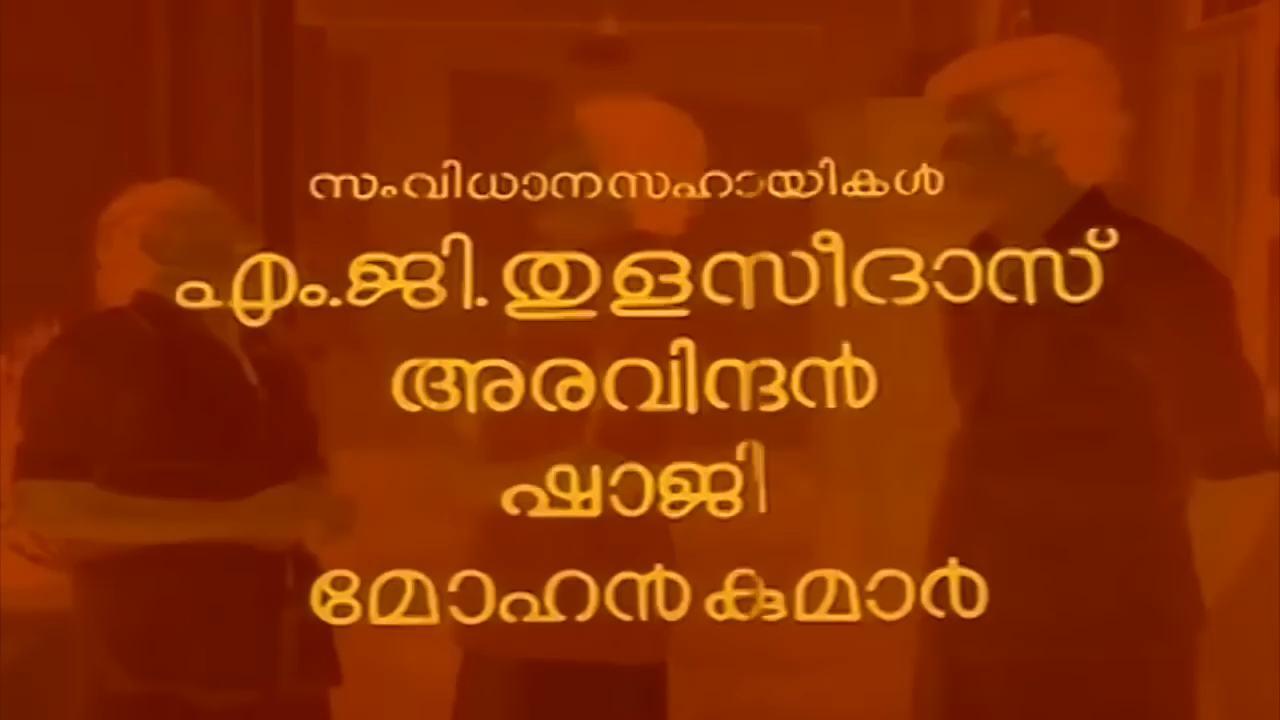 സംവിധാനസഹായികൾ
എം.ജി. തുളസീദാസ്
അരവിന്ദൻ
ഷാജി
മോഹൻകുമാർ